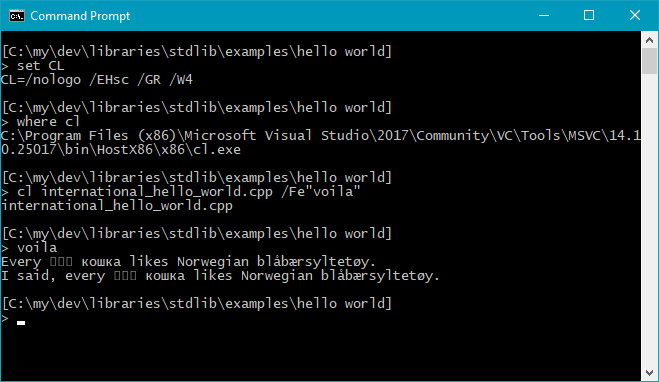 Command Prompt
[C:\my\dev\libraries\stdlib\examples\hello world]
> set CL
CL=/nologo /EHsc /GR /W4
[C:\my\dev\libraries\stdlib\examples\hello world]
> where cl
C:\Program Files (x86)\Microsoft Visual Studio\2017\Community\VC\Tools\MSVC\14.1
0.25017\bin\HostX86\x86\cl.exe
[C:\my\dev\libraries\stdlib\examples\hello world]
> cl international_hello_world.cpp /Fe"voila"
international_hello_world.cpp
[C:\my\dev\libraries\stdlib\examples\hello world]
> voila
Every кошка likes Norwegian blåbærsyltetøy.
I said, every кошка likes Norwegian blåbærsyltetøy.
[C:\my\dev\libraries\stdlib\examples\hello world]
>